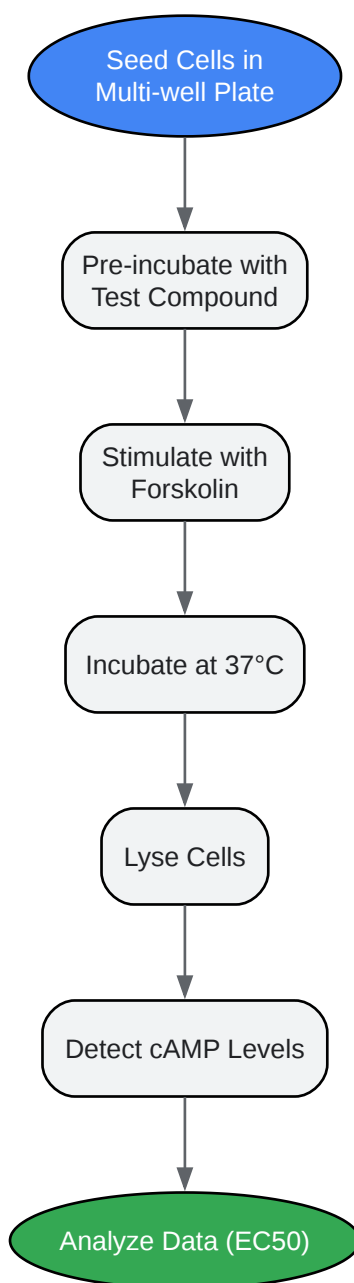 Seed Cells in
Multi-well Plate
Pre-incubate with
Test Compound
Stimulate with
Forskolin
Incubate at 37°C
Lyse Cells
Detect cAMP Levels
Analyze Data (EC50)